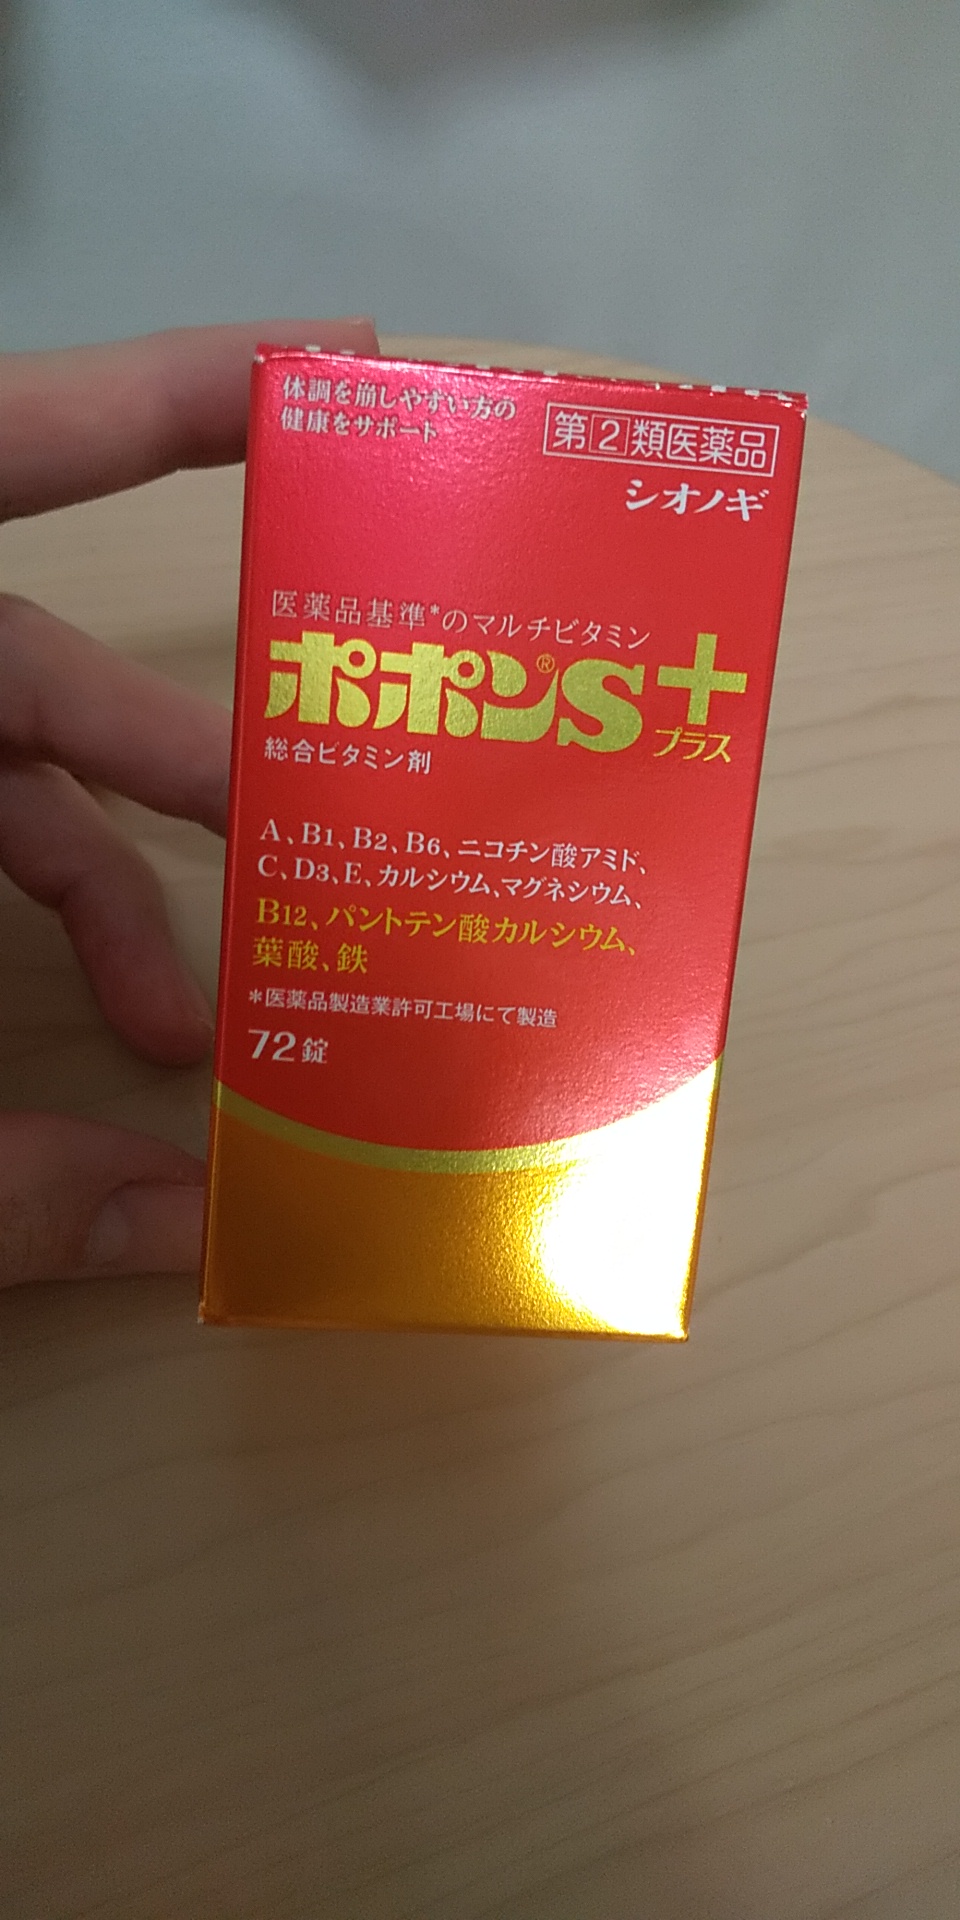 体調を崩しやすい方の
健康をサポート
第②類医薬品
シオノギ
医薬品基準*のマルチビタミン
ポポン®S+
プラス
総合ビタミン剤
A、B1、B2、B6、ニコチン酸アミド、
C、D3、E、カルシウム、マグネシウム、
B12、パントテン酸カルシウム、
葉酸、鉄
*医薬品製造業許可工場にて製造
72錠